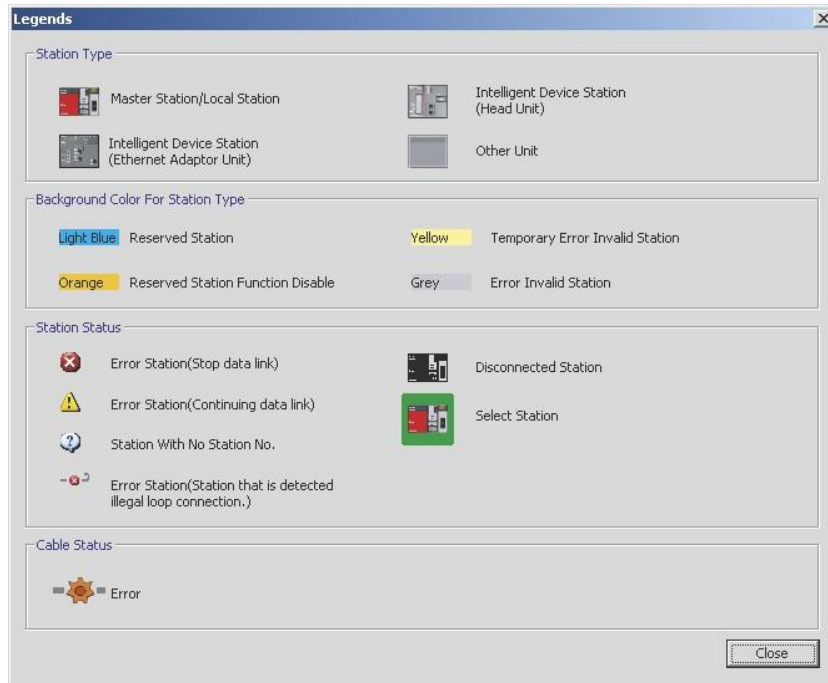 Legends
Station Type
Master Station/Local Station
Intelligent Device Station
(Head Unit)
Intelligent Device Station
(Ethernet Adaptor Unit)
Other Unit
Background Color For Station Type
Light Blue Reserved Station
Yellow Temporary Error Invalid Station
Orange Reserved Station Function Disable
Grey Error Invalid Station
Station Status
Error Station(Stop data link)
Disconnected Station
Error Station(Continuing data link)
Select Station
Station With No Station No.
Error Station(Station that is detected
illegal loop connection.)
Cable Status
Error
Close